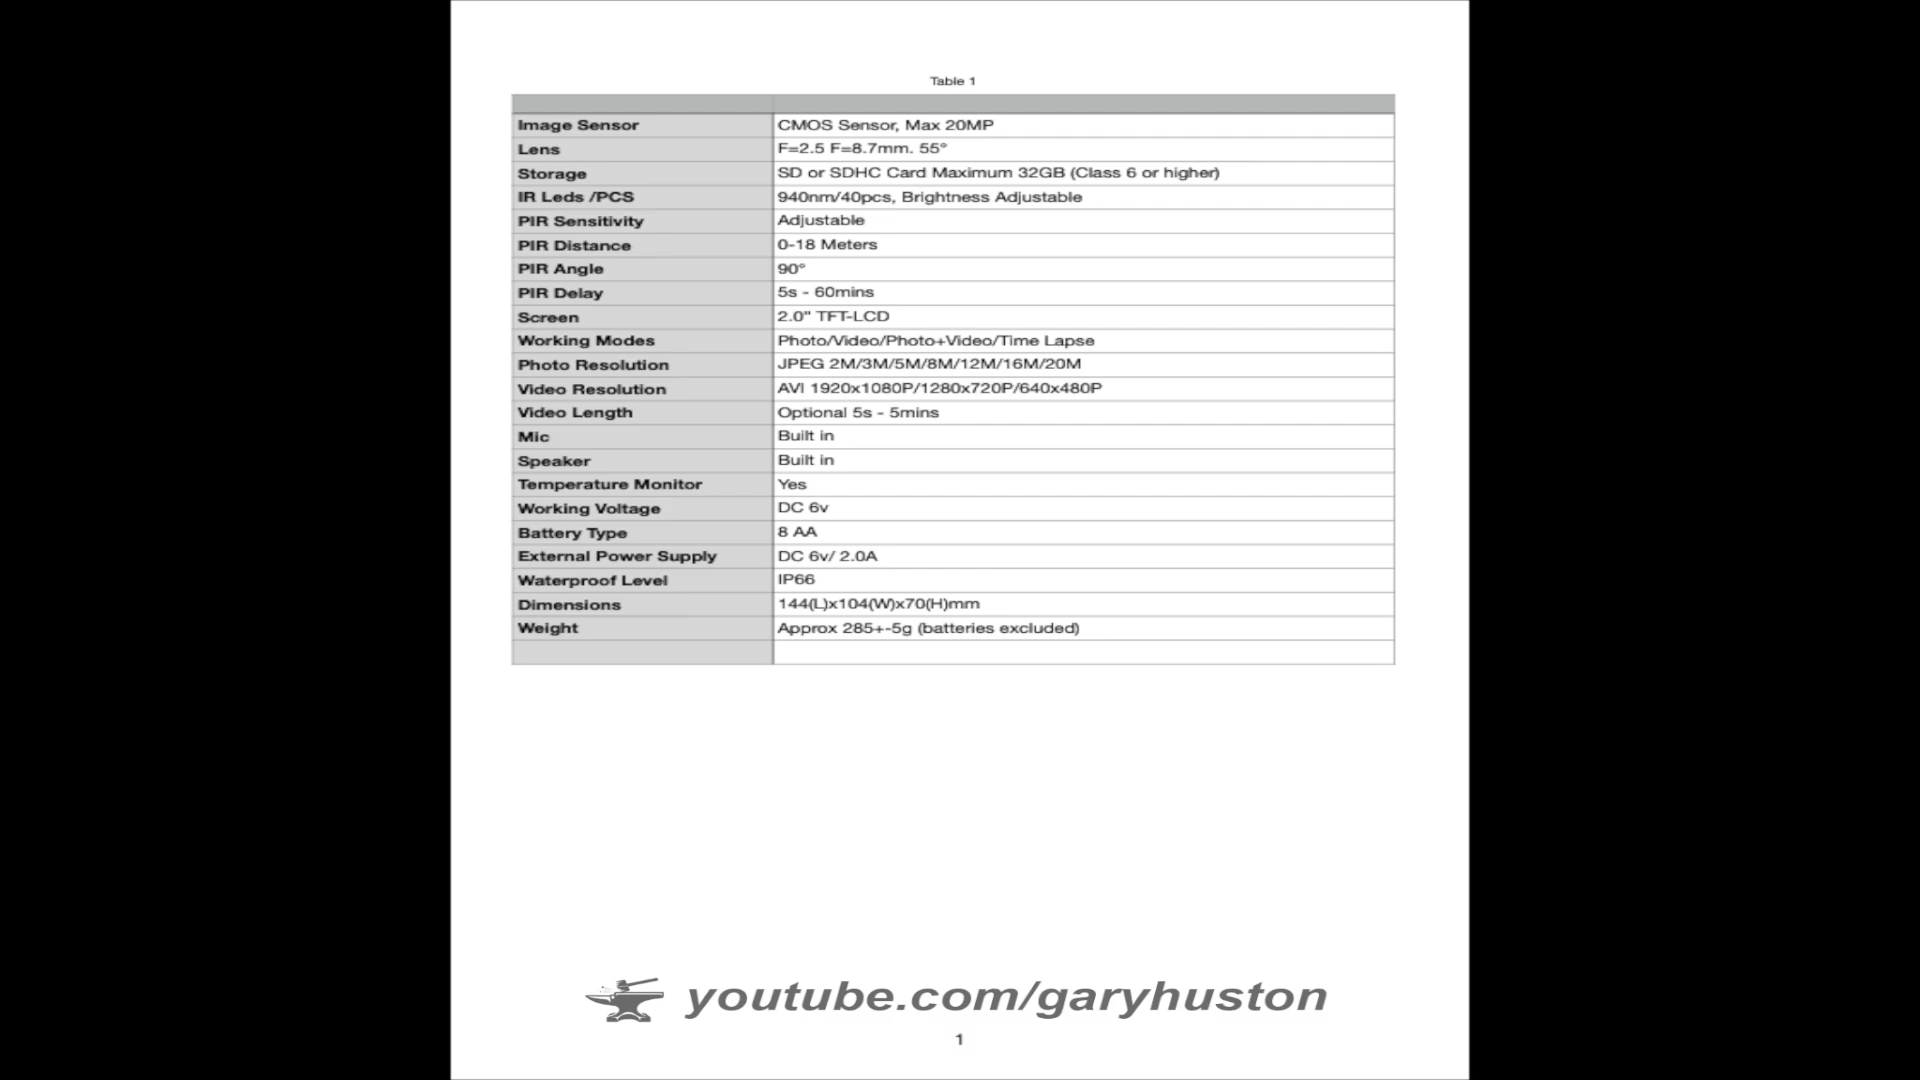 Table 1
Image Sensor CMOS Sensor, Max 20MP
Lens F=2.5 F=8.7mm. 55°
Storage SD or SDHC Card Maximum 32GB (Class 6 or higher)
IR Leds /PCS 940nm/40pcs, Brightness Adjustable
PIR Sensitivity Adjustable
PIR Distance 0-18 Meters
PIR Angle 90°
PIR Delay 5s - 60mins
Screen 2.0" TFT-LCD
Working Modes Photo/Video/Photo+Video/Time Lapse
Photo Resolution JPEG 2M/3M/5M/8M/12M/16M/20M
Video Resolution AVI 1920x1080P/1280x720P/640x480P
Video Length Optional 5s - 5mins
Mic Built in
Speaker Built in
Temperature Monitor Yes
Working Voltage DC 6v
Battery Type 8 AA
External Power Supply DC 6v/ 2.0A
Waterproof Level IP66
Dimensions 144(L)x104(W)x70(H)mm
Weight Approx 285+-5g (batteries excluded)
youtube.com/garyhuston
1